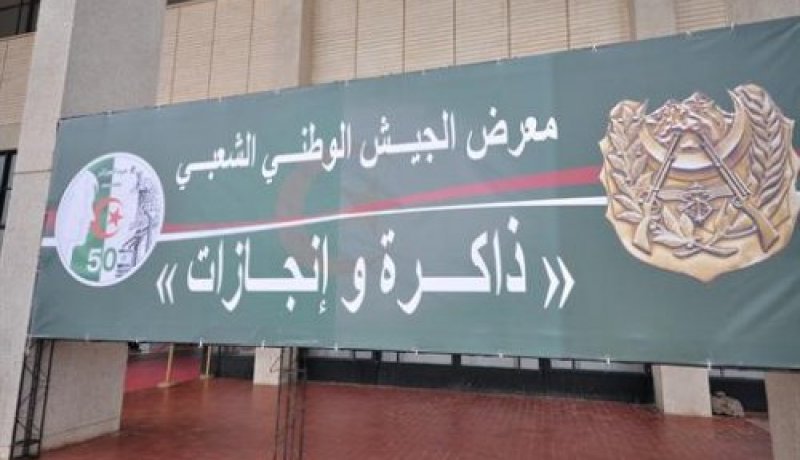 معرض الجيش الوطني الشعبي
« ذاكرة و إنجازات »
50